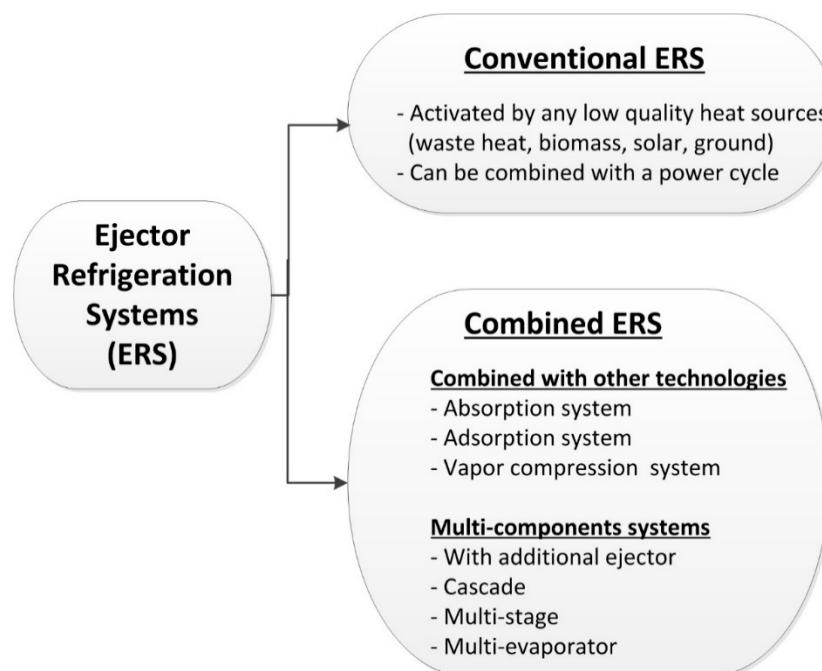 Ejector
Refrigeration
Systems
(ERS)
Conventional ERS
- Activated by any low quality heat sources
(waste heat, biomass, solar, ground)
- Can be combined with a power cycle
Combined ERS
Combined with other technologies
- Absorption system
- Adsorption system
- Vapor compression system
Multi-components systems
- With additional ejector
- Cascade
- Multi-stage
- Multi-evaporator